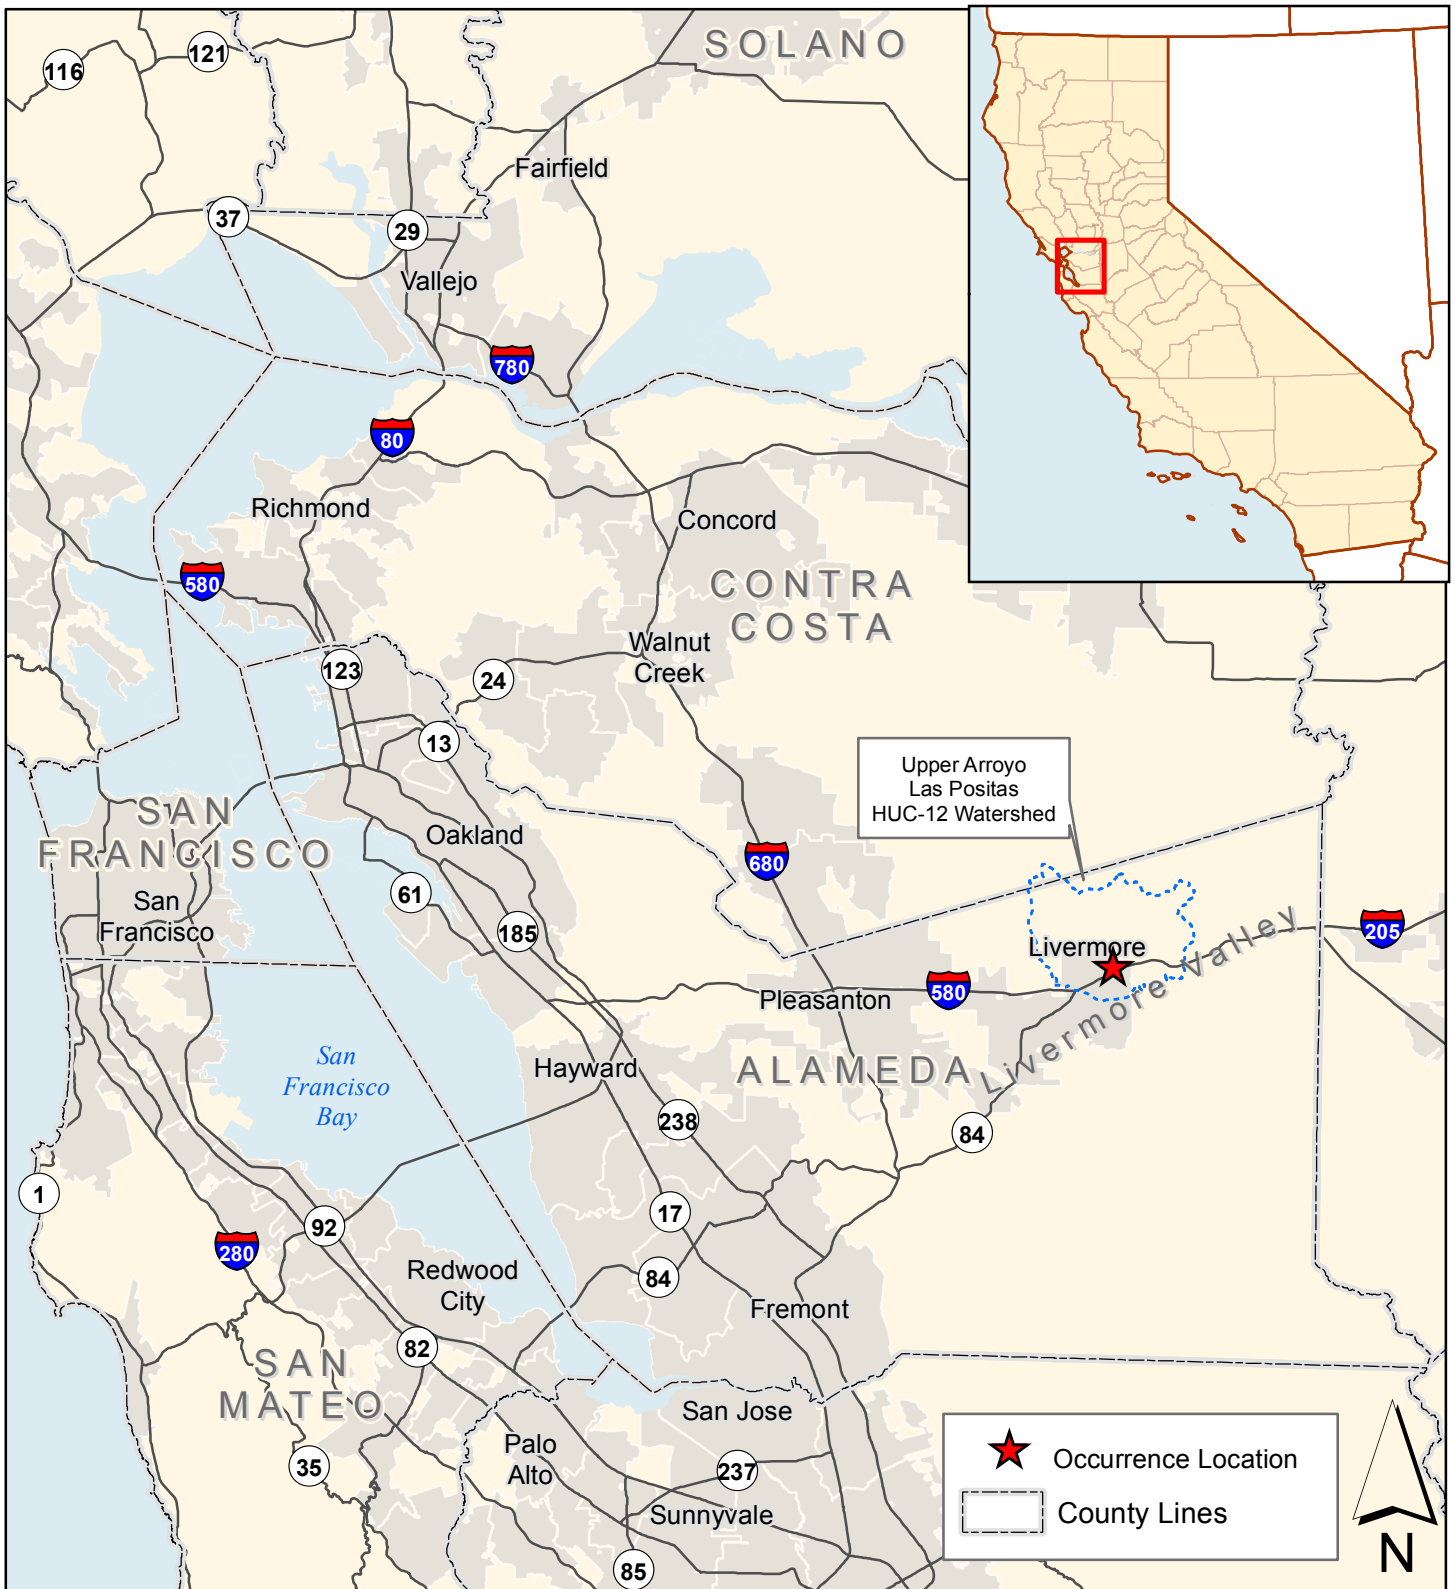 SOLANO
121
116
Fairfield
37
29
Vallejo
780
80
Richmond
Concord
580
CONTRA
COSTA
Walnut
Creek
123
24
13
Upper Arroyo
Las Positas
HUC-12 Watershed
SAN
FRANCISCO
Oakland
680
61
San
Francisco
185
Livermore
205
Livermore Valley
580
Pleasanton
San
Francisco
Bay
Hayward
ALAMEDA
238
84
1
17
92
280
Redwood
City
84
Fremont
82
SAN
MATEO
San Jose
Palo
Alto
35
237
Sunnyvale
85
Occurrence Location
County Lines
N